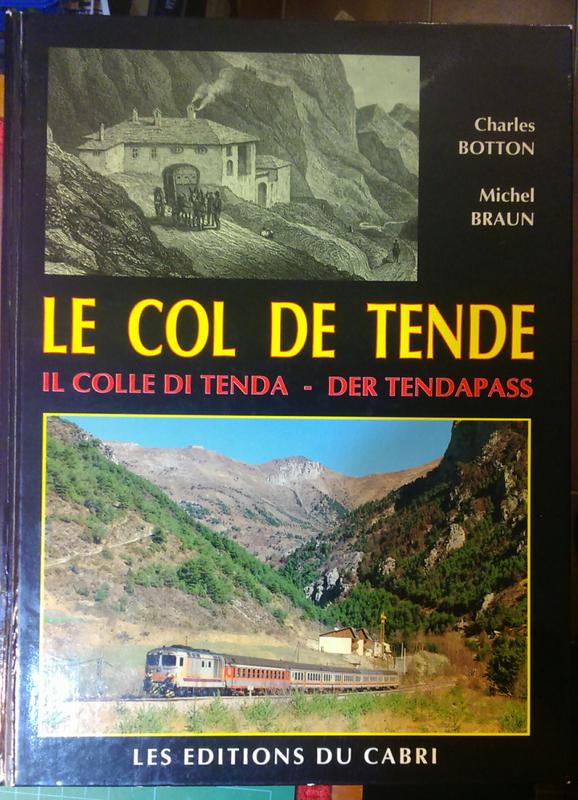 Charles
BOTTON
Michel
BRAUN
LE COL DE TENDE
IL COLLE DI TENDA - DER TENDAPASS
LES EDITIONS DU CABRI